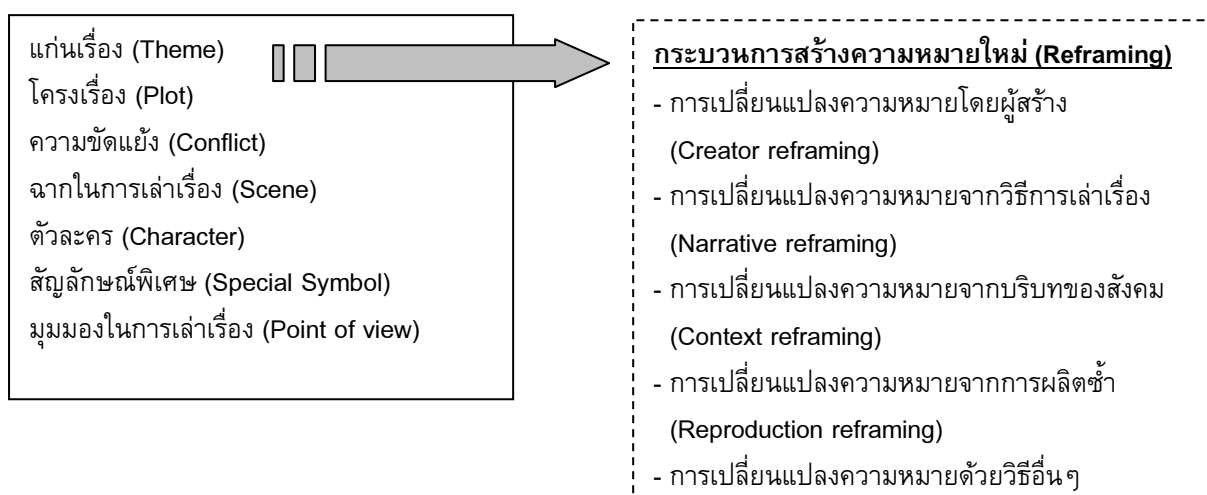 แก่นเรื่อง (Theme)
โครงเรื่อง (Plot)
ความขัดแย้ง (Conflict)
ฉากในการเล่าเรื่อง (Scene)
ตัวละคร (Character)
สัญลักษณ์พิเศษ (Special Symbol)
มุมมองในการเล่าเรื่อง (Point of view)
กระบวนการสร้างความหมายใหม่ (Reframing)
- การเปลี่ยนแปลงความหมายโดยผู้สร้าง
(Creator reframing)
- การเปลี่ยนแปลงความหมายจากวิธีการเล่าเรื่อง
(Narrative reframing)
- การเปลี่ยนแปลงความหมายจากบริบทของสังคม
(Context reframing)
- การเปลี่ยนแปลงความหมายจากการผลิตซ้ำ
(Reproduction reframing)
- การเปลี่ยนแปลงความหมายด้วยวิธีอื่นๆ